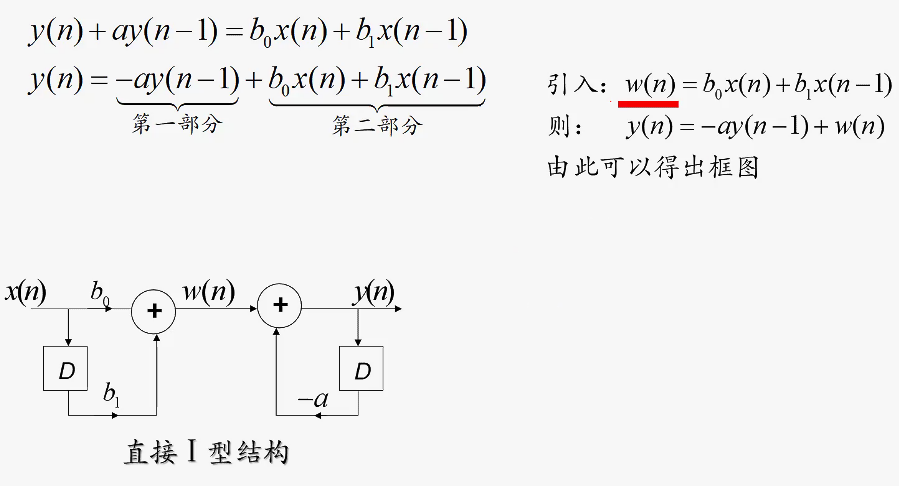 y(n) + ay(n−1) = b₀x(n) + b₁x(n−1)
y(n) = −ay(n−1) + b₀x(n) + b₁x(n−1)
第一部分 第二部分
引入: w(n) = b₀x(n) + b₁x(n−1)
则: y(n) = −ay(n−1) + w(n)
由此可以得出框图
x(n) b₀ + w(n) + y(n)
D D
b₁ −a
直接Ⅰ型结构